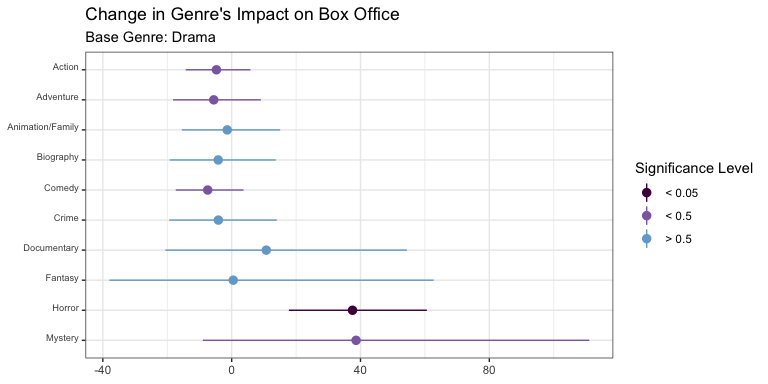 Change in Genre's Impact on Box Office
Base Genre: Drama
Action
Adventure
Animation/Family
Biography
Comedy
Crime
Documentary
Fantasy
Horror
Mystery
-40 0 40 80
Significance Level
< 0.05
< 0.5
> 0.5